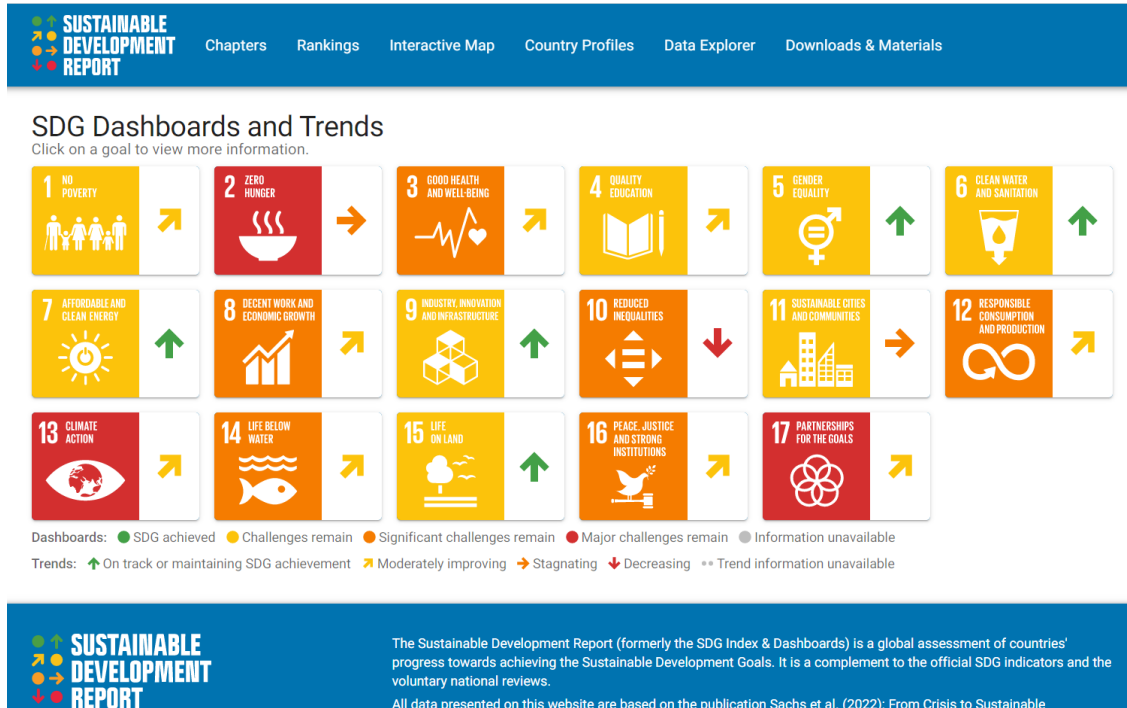 SUSTAINABLE
DEVELOPMENT
REPORT
Chapters
Rankings
Interactive Map
Country Profiles
Data Explorer
Downloads & Materials
SDG Dashboards and Trends
Click on a goal to view more information.
1 NO
POVERTY
2 ZERO
HUNGER
3 GOOD HEALTH
AND WELL-BEING
4 QUALITY
EDUCATION
5 GENDER
EQUALITY
6 CLEAN WATER
AND SANITATION
7 AFFORDABLE AND
CLEAN ENERGY
8 DECENT WORK AND
ECONOMIC GROWTH
9 INDUSTRY, INNOVATION
AND INFRASTRUCTURE
10 REDUCED
INEQUALITIES
11 SUSTAINABLE CITIES
AND COMMUNITIES
12 RESPONSIBLE
CONSUMPTION
AND PRODUCTION
13 CLIMATE
ACTION
14 LIFE BELOW
WATER
15 LIFE
ON LAND
16 PEACE, JUSTICE
AND STRONG
INSTITUTIONS
17 PARTNERSHIPS
FOR THE GOALS
Dashboards: SDG achieved Challenges remain Significant challenges remain Major challenges remain Information unavailable
Trends: On track or maintaining SDG achievement Moderately improving Stagnating Decreasing Trend information unavailable
SUSTAINABLE
DEVELOPMENT
REPORT
The Sustainable Development Report (formerly the SDG Index & Dashboards) is a global assessment of countries'
progress towards achieving the Sustainable Development Goals. It is a complement to the official SDG indicators and the
voluntary national reviews.
All data presented on this website are based on the publication Sachs et al. (2022): From Crisis to Sustainable